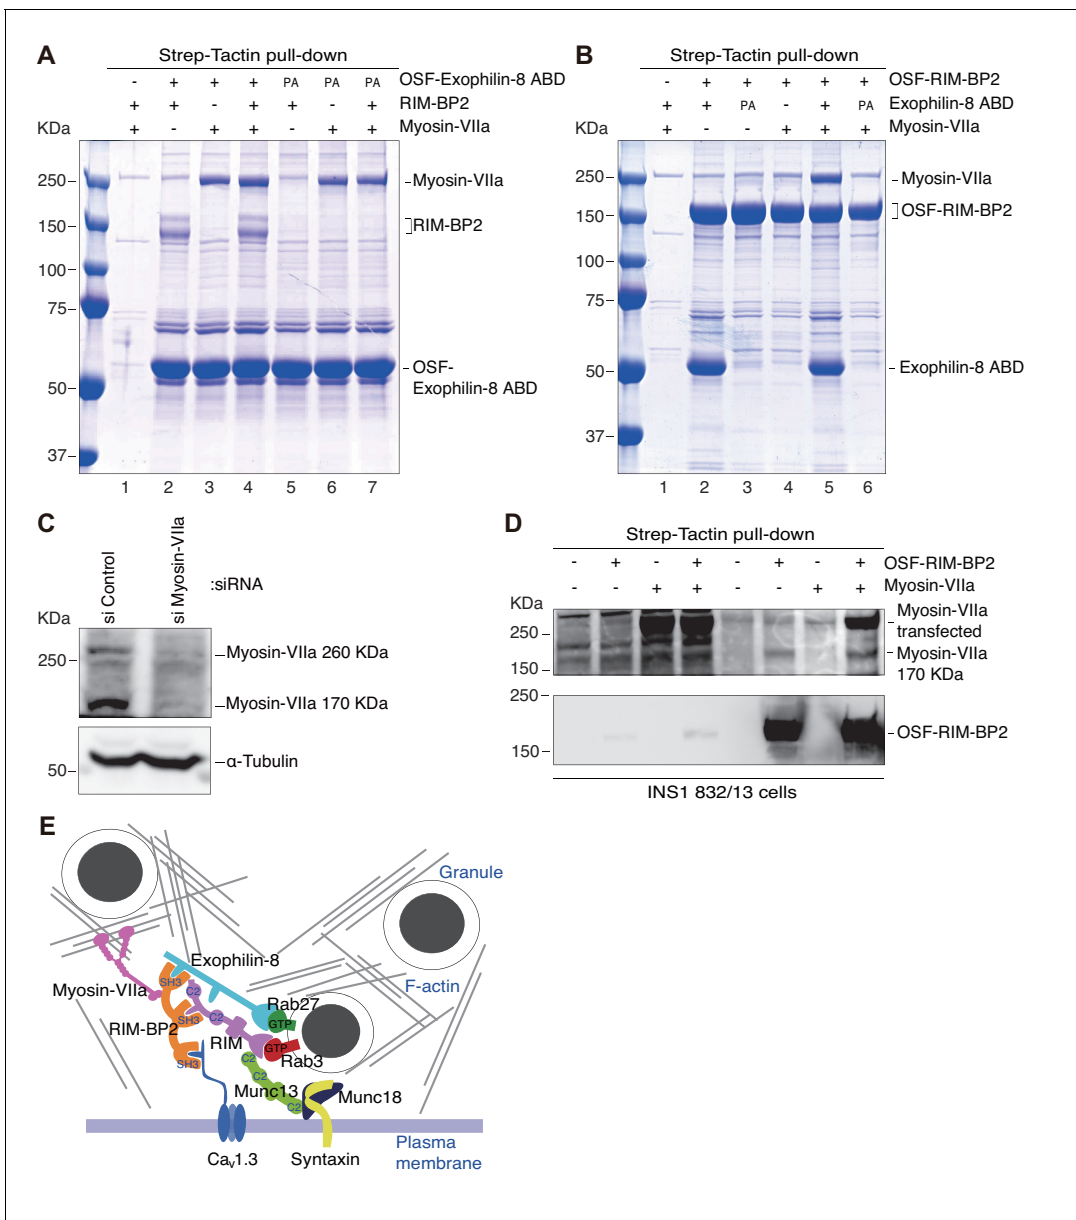 A
Strep-Tactin pull-down
- + + + PA PA PA OSF-Exophilin-8 ABD
+ + - + + - + RIM-BP2
+ - + + - + + Myosin-VIIa
KDa
250
150
100
75
50
37
Myosin-VIIa
RIM-BP2
OSF-
Exophilin-8 ABD
1 2 3 4 5 6 7
B
Strep-Tactin pull-down
- + + + + + OSF-RIM-BP2
+ + PA - + PA Exophilin-8 ABD
+ - - + + + Myosin-VIIa
KDa
250
150
100
75
50
37
Myosin-VIIa
OSF-RIM-BP2
Exophilin-8 ABD
1 2 3 4 5 6
C
si Control
si Myosin-VIIa
:siRNA
KDa
250
Myosin-VIIa 260 KDa
Myosin-VIIa 170 KDa
50
α-Tubulin
D
Strep-Tactin pull-down
- + - + - + - + OSF-RIM-BP2
- - + + - - + + Myosin-VIIa
KDa
250
150
Myosin-VIIa
transfected
Myosin-VIIa
170 KDa
250
150
OSF-RIM-BP2
INS1 832/13 cells
E
Granule
Exophilin-8
F-actin
Myosin-VIIa
SH3
C2
Rab27
GTP
RIM-BP2
SH3
C2
RIM
GTP
Rab3
SH3
C2
C2
Munc13
Munc18
C2
Plasma
membrane
Cav1.3
Syntaxin